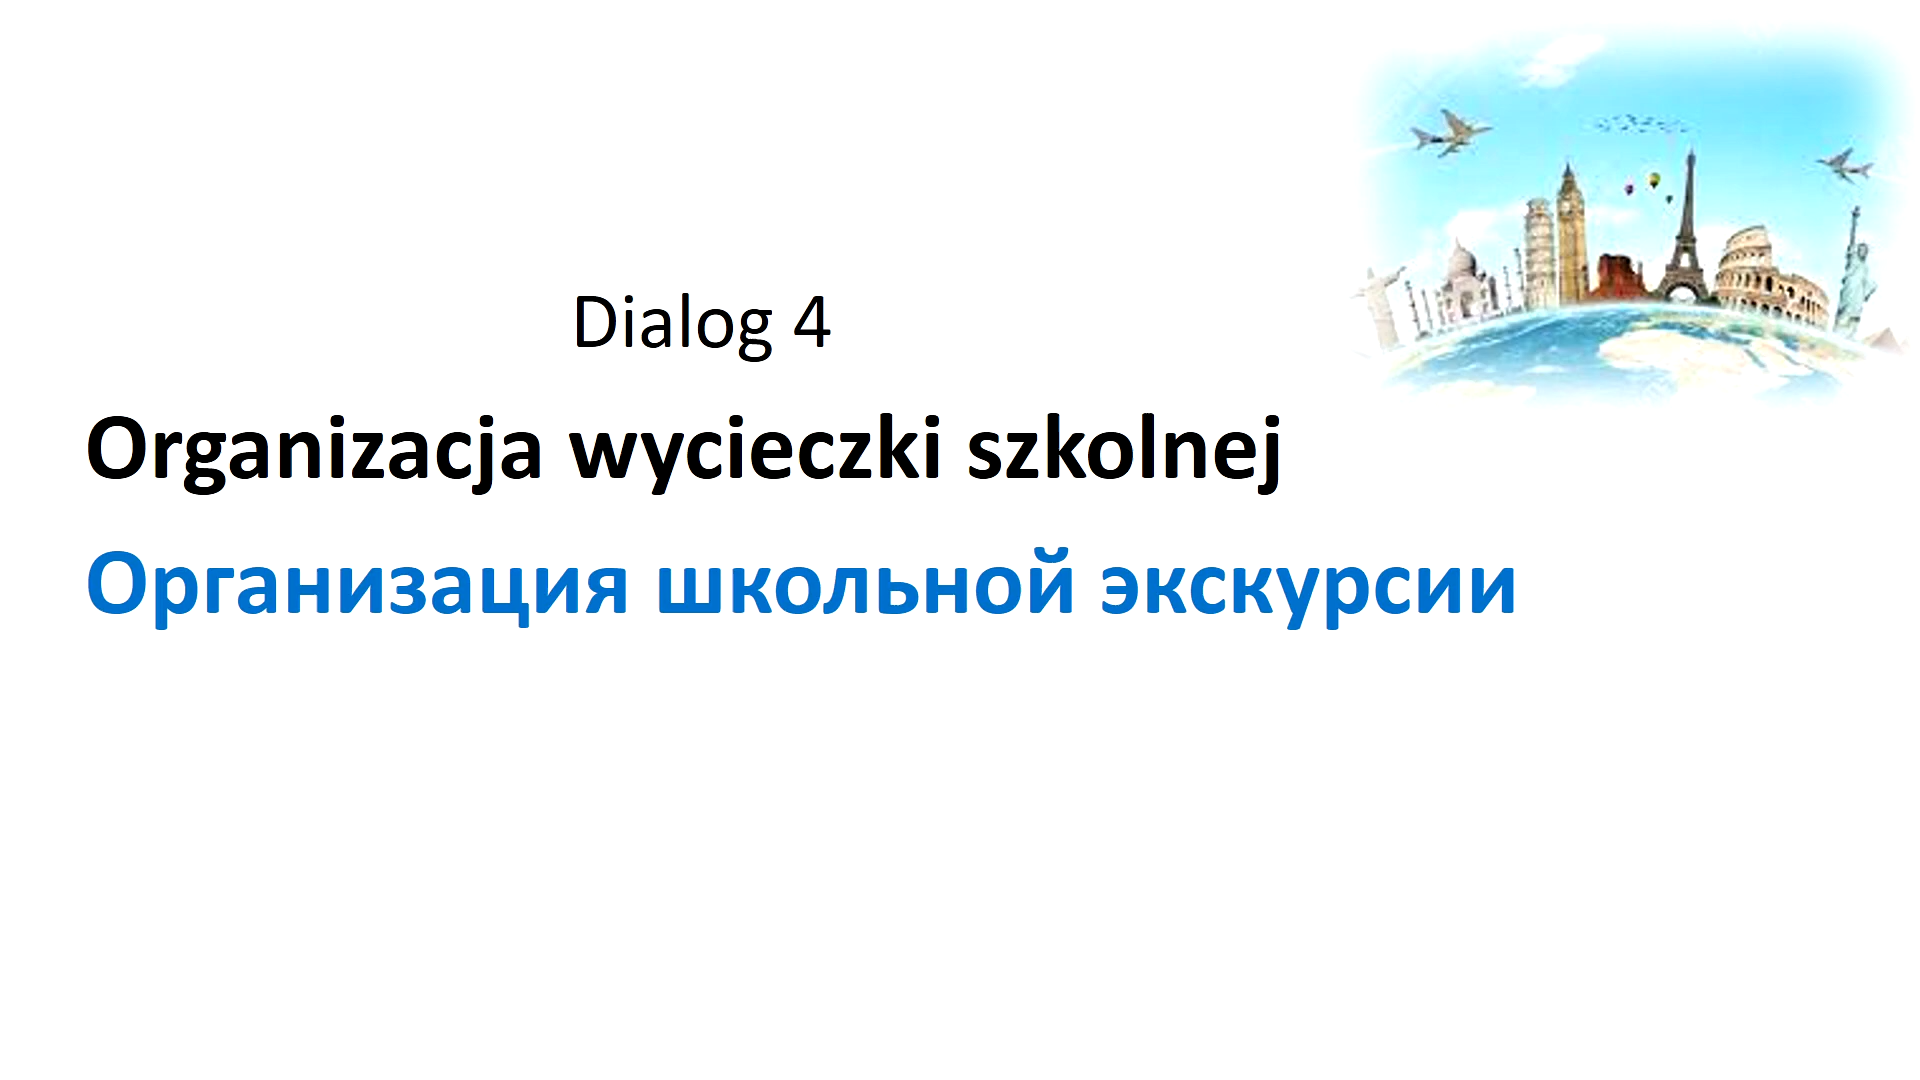 Dialog 4
Organizacja wycieczki szkolnej
Организация школьной экскурсии